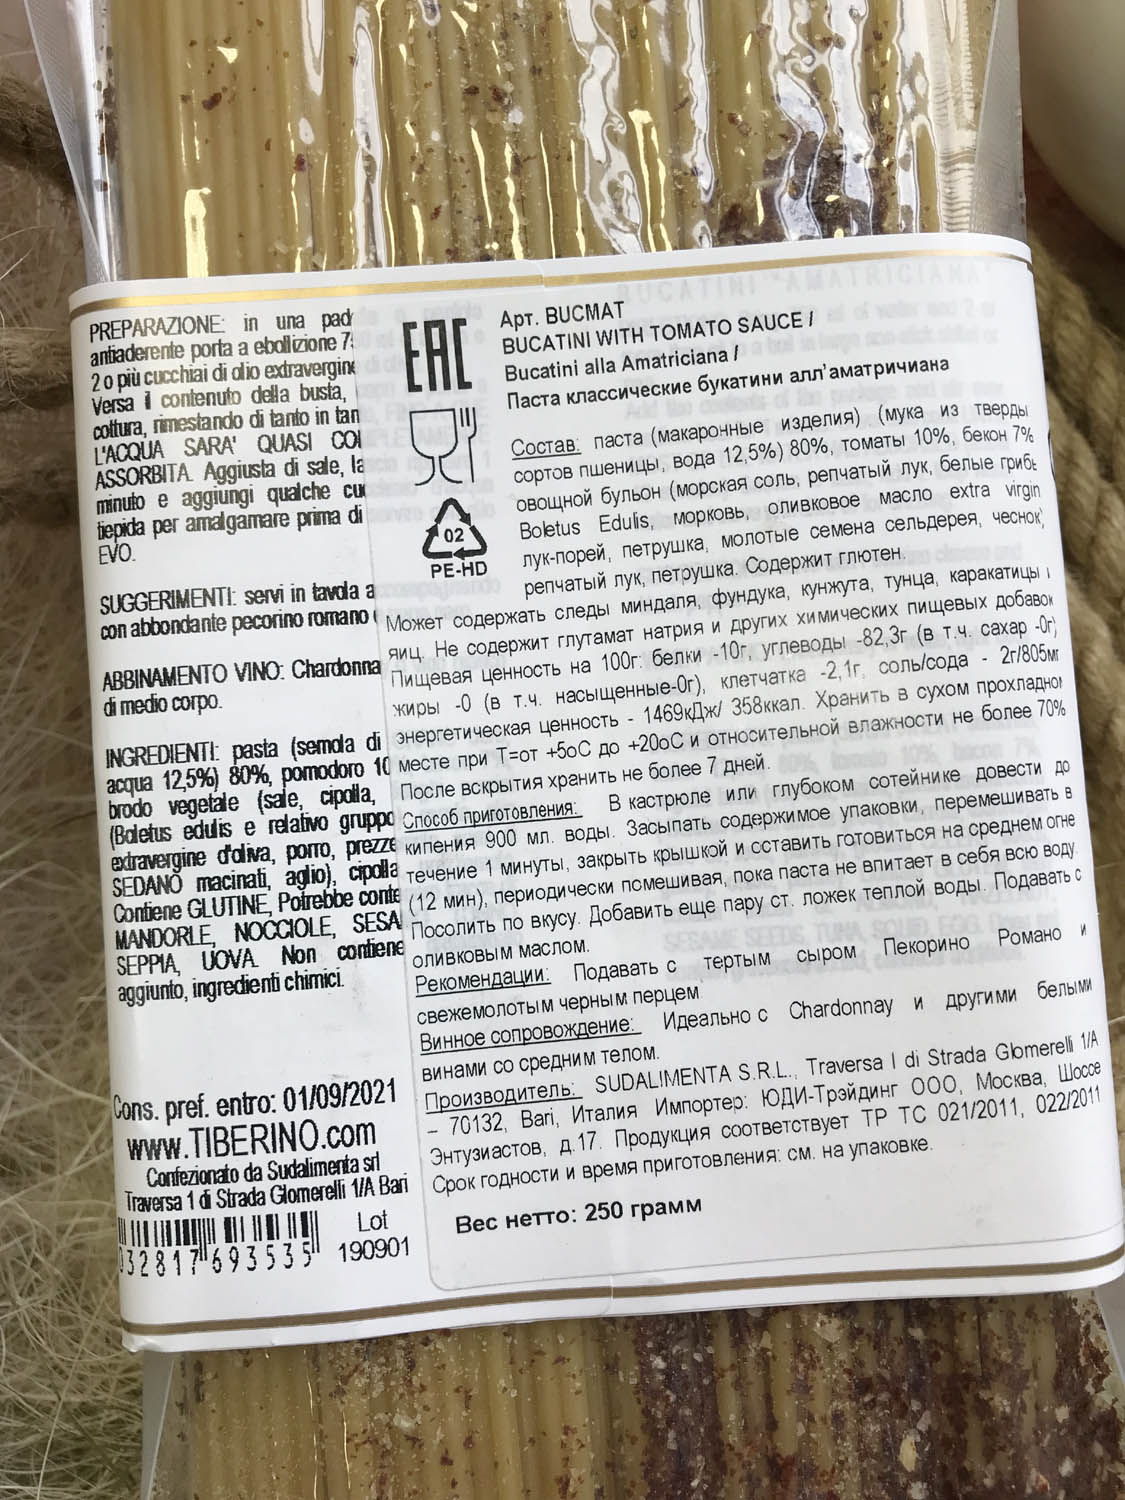 PREPARAZIONE: in una pad
antiaderente porta a ebollizione 7
2 o più cucchiai di olio extravergine
Versa il contenuto della busta,
cottura, rimestando di tanto in tan
L'ACQUA SARA' QUASI COI
ASSORBITA. Aggiusta di sale, la
minuto e aggiungi qualche cu
tiepida per amalgamare prima di
EVO.
SUGGERIMENTI: servi in tavola a
con abbondante pecorino romano
ABBINAMENTO VINO: Chardonna
di medio corpo.
INGREDIENTI: pasta (semola di
acqua 12,5%) 80%, pomodoro 10
brodo vegetale (sale, cipolla,
(Boletus edulis e relativo gruppo
extravergine d'oliva, porro, prezze
SEDANO macinati, aglio), cipolla
Contiene GLUTINE, Potrebbe conte
MANDORLE, NOCCIOLE, SESA
SEPPIA, UOVA. Non contiene
aggiunto, ingredienti chimici.
Cons. pref. entro: 01/09/2021
www.TIBERINO.com
Confezionato da Sudalimenta srl
Traversa 1 di Strada Glomerelli 1/A Bari
032817 693535
Lot
190901
EAC
02
PE-HD
Арт. BUCMAT
BUCATINI WITH TOMATO SAUCE /
Bucatini alla Amatriciana /
Паста классические букатини алл'аматричиана
Состав: паста (макаронные изделия) (мука из тверды
сортов пшеницы, вода 12,5%) 80%, томаты 10%, бекон 7%
овощной бульон (морская соль, репчатый лук, белые грибы
Boletus Edulis, морковь, оливковое масло extra virgin
лук-порей, петрушка, молотые семена сельдерея, чеснок)
репчатый лук, петрушка. Содержит глютен.
Может содержать следы миндаля, фундука, кунжута, тунца, каракатицы и
яиц. Не содержит глутамат натрия и других химических пищевых добавок
Пищевая ценность на 100г: белки -10г, углеводы -82,3г (в т.ч. сахар -0г)
жиры -0 (в т.ч. насыщенные-0г), клетчатка -2,1г, соль/сода - 2г/805мг
энергетическая ценность - 1469кДж/ 358ккал. Хранить в сухом прохладном
месте при Т=от +5оС до +20оС и относительной влажности не более 70%
После вскрытия хранить не более 7 дней.
Способ приготовления: В кастрюле или глубоком сотейнике довести до
кипения 900 мл. воды. Засыпать содержимое упаковки, перемешивать в
течение 1 минуты, закрыть крышкой и оставить готовиться на среднем огне
(12 мин), периодически помешивая, пока паста не впитает в себя всю воду.
Посолить по вкусу. Добавить еще пару ст. ложек теплой воды. Подавать с
оливковым маслом.
Рекомендации: Подавать с тертым сыром Пекорино Романо и
свежемолотым черным перцем
Винное сопровождение: Идеально с Chardonnay и другими белыми
винами со средним телом.
Производитель: SUDALIMENTA S.R.L., Traversa I di Strada Glomerelli 1/A
– 70132, Bari, Италия Импортер: ЮДИ-Трэйдинг ООО, Москва, Шоссе
Энтузиастов, д.17. Продукция соответствует ТР ТС 021/2011, 022/2011
Срок годности и время приготовления: см. на упаковке.
Вес нетто: 250 грамм